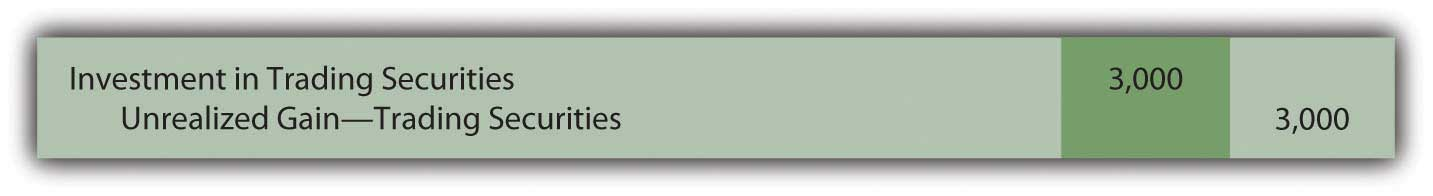 Investment in Trading Securities 3,000
Unrealized Gain—Trading Securities 3,000